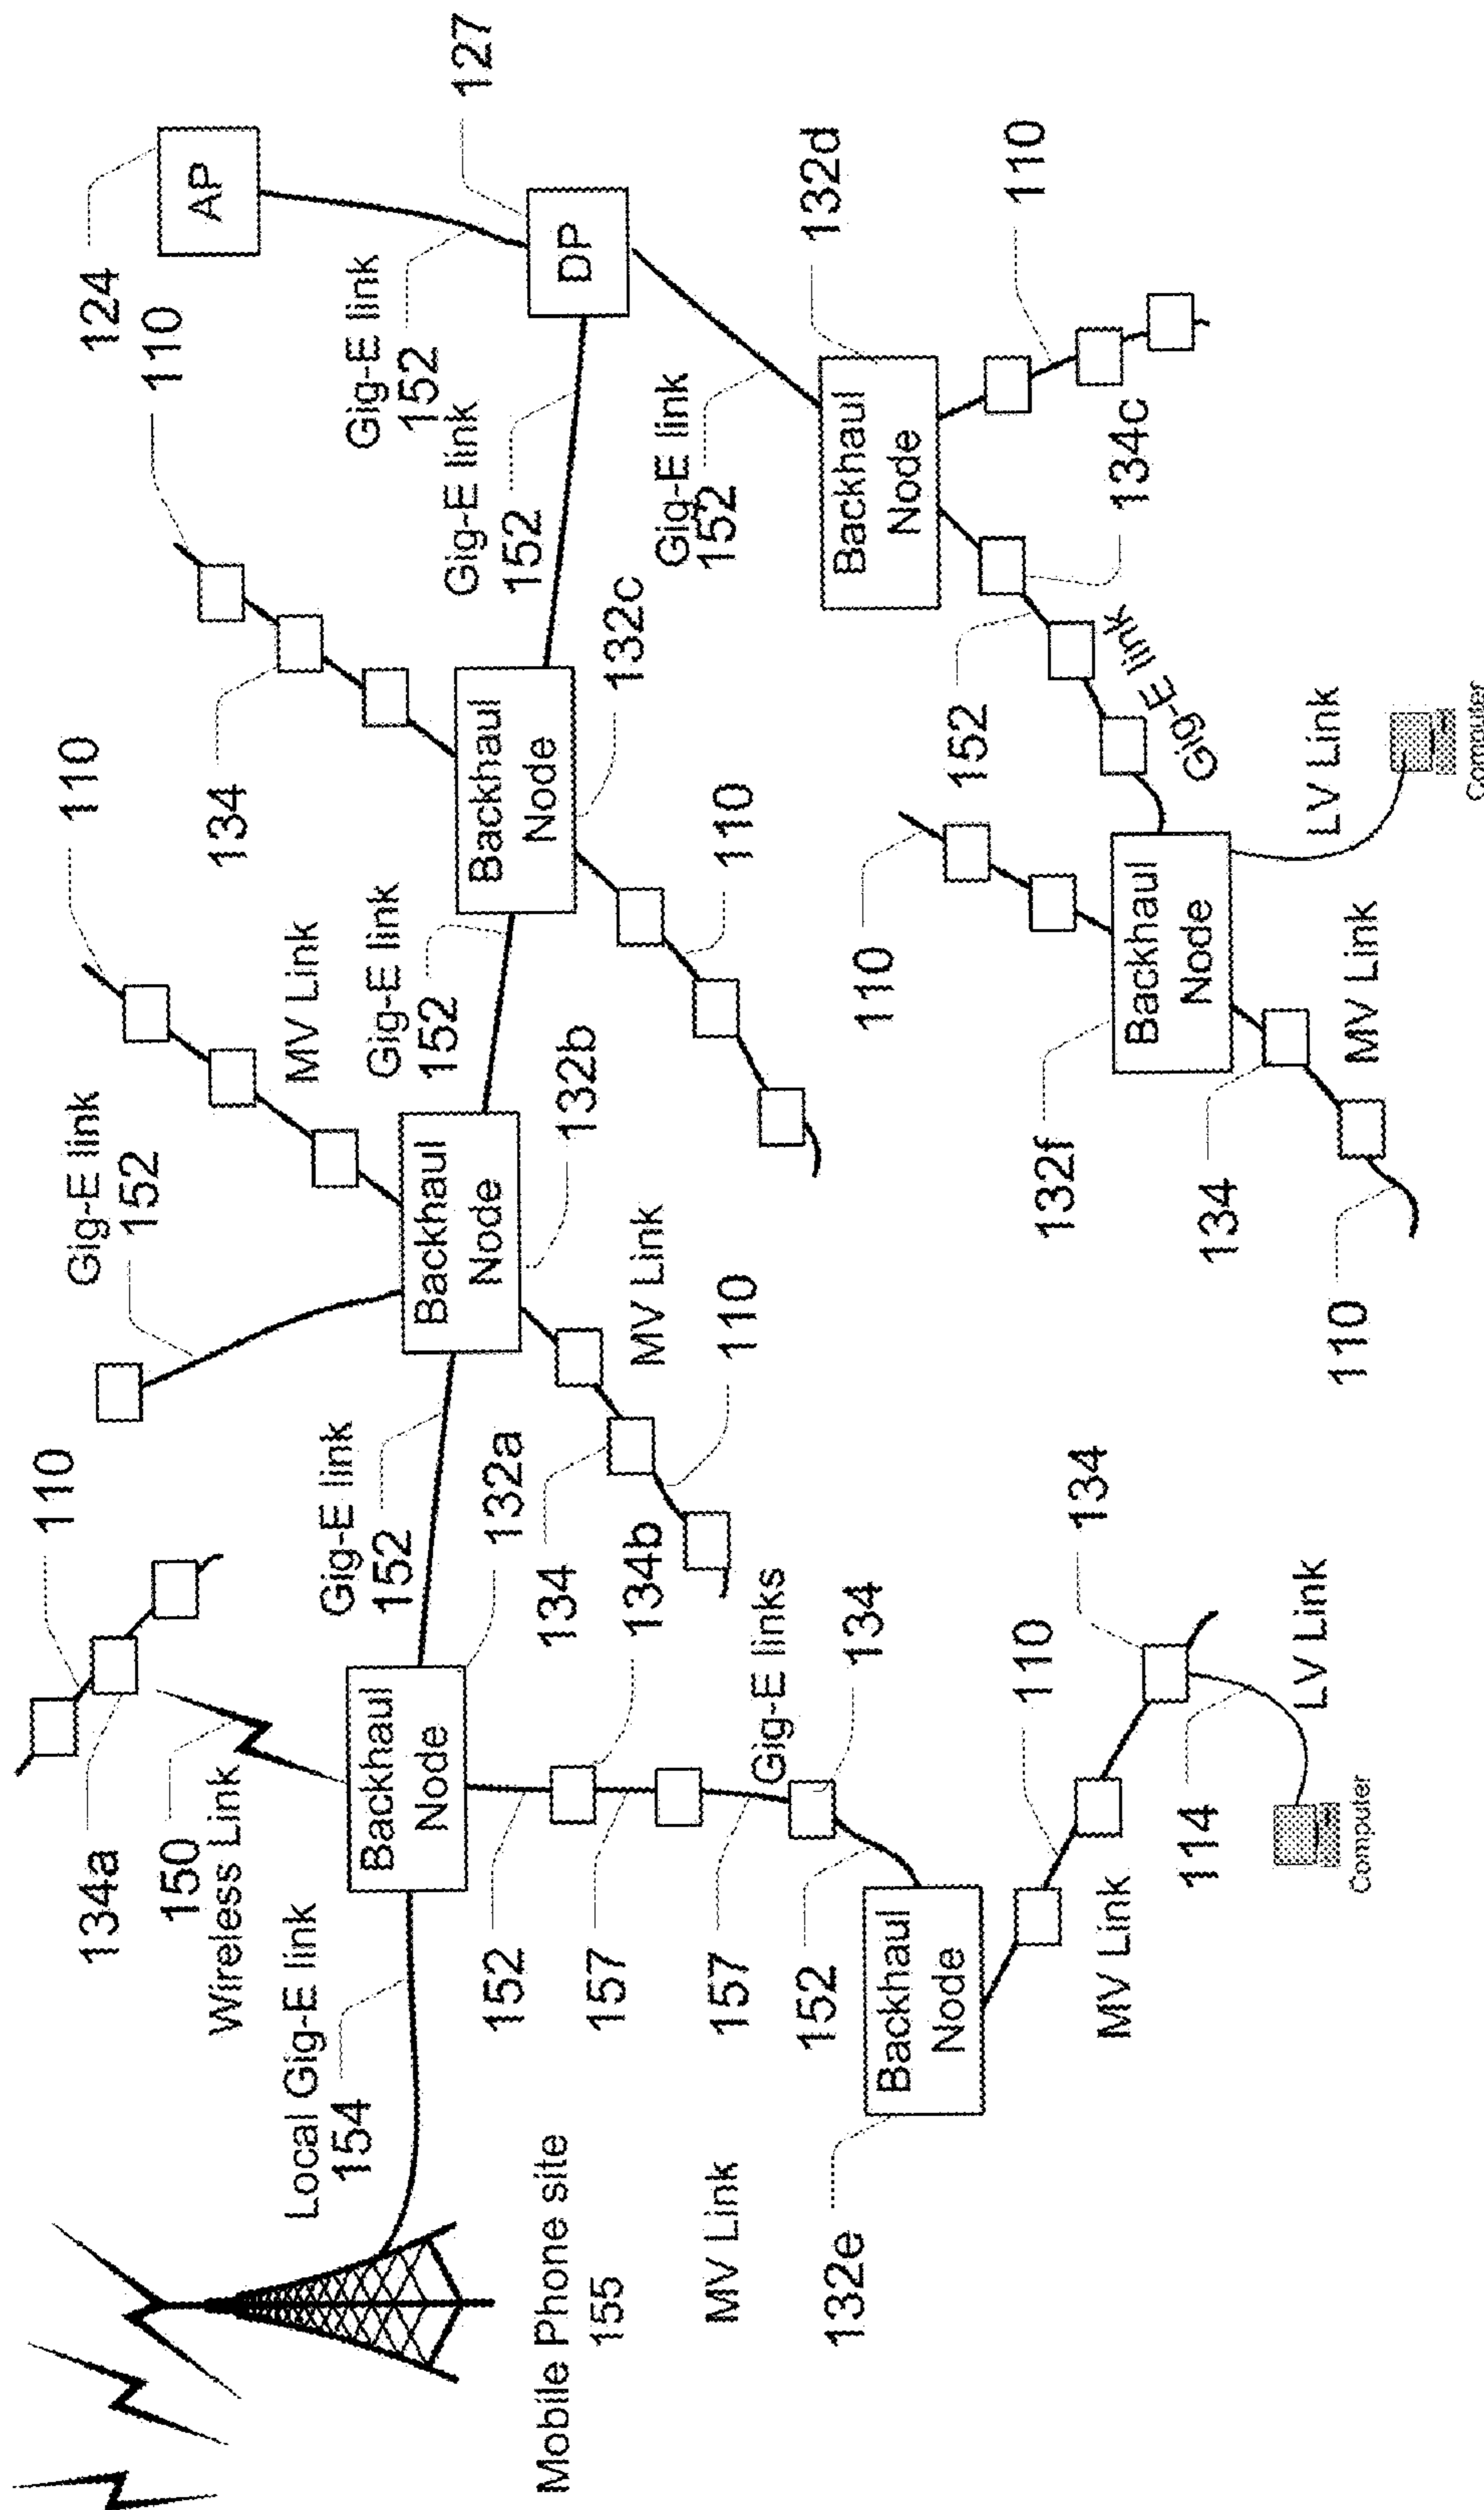 124
AP
127
110
Gig-E link
152
DP
Gig-E link
152
134
110
Gig-E link
152
132d
Backhaul
Node
132c
110
MV Link
Gig-E link
152
Backhaul
Node
110
134c
Gig-E link
152
132b
110
152
Gig-E link
LV Link
Computer
110
Backhaul
Node
110
Gig-E link
152
132a
MV Link
110
132f
Backhaul
Node
134
MV Link
110
134a
150
Wireless Link
Backhaul
Node
134
134b
Gig-E links
134
134
Local Gig-E link
154
152
157
157
152
110
MV Link
114
LV Link
Computer
Backhaul
Node
Mobile Phone site
155
MV Link
132e